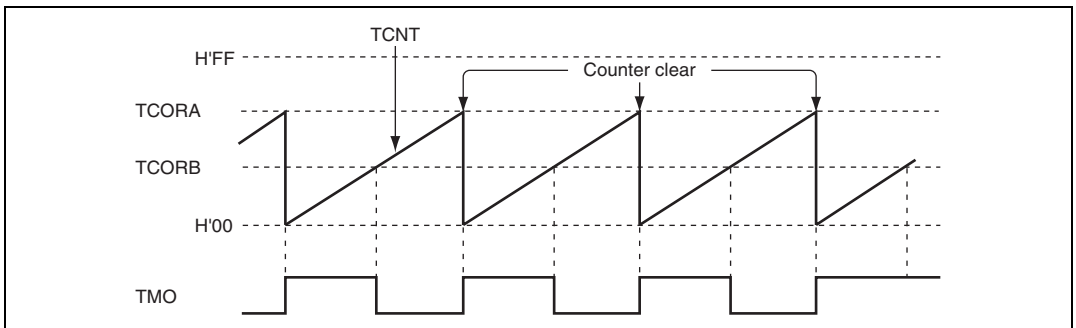 TCNT
H'FF
Counter clear
TCORA
TCORB
H'00
TMO